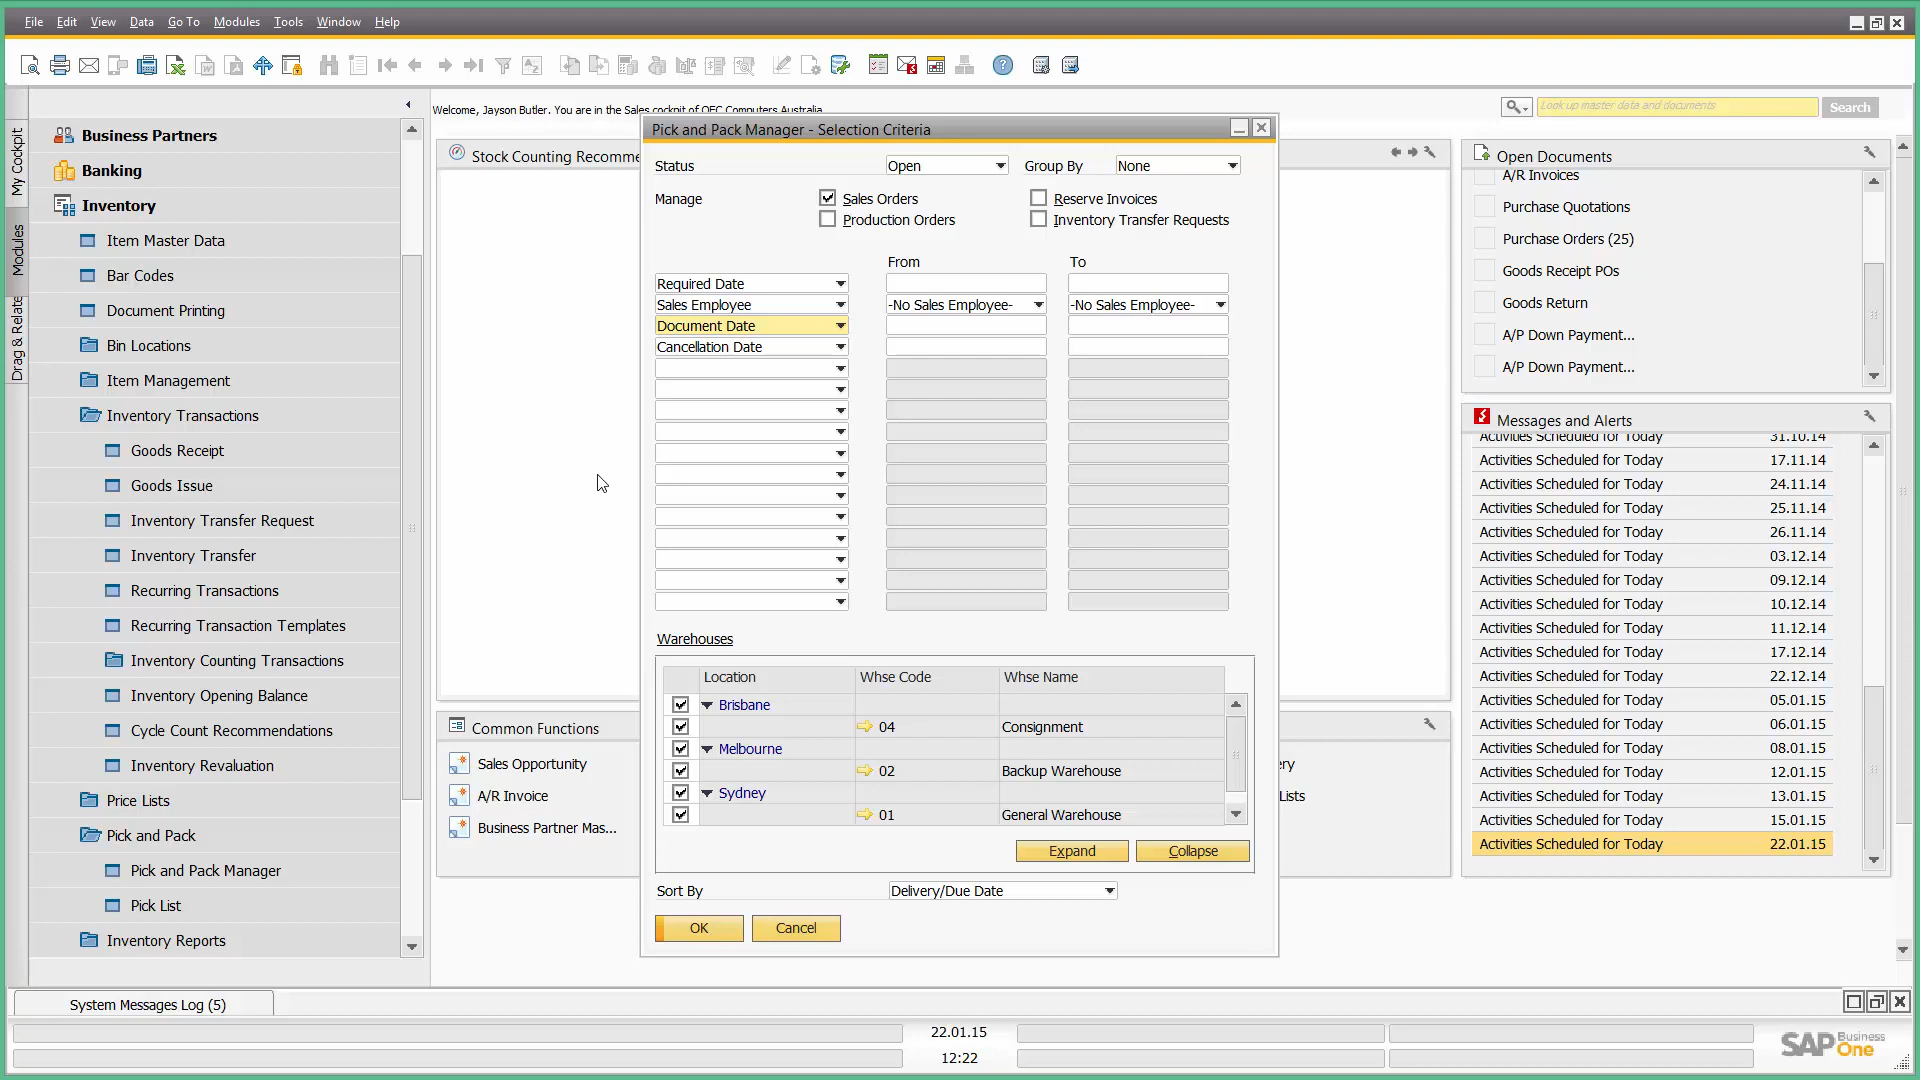 File Edit View Data Go To Modules Tools Window Help
Welcome, Jayson Butler. You are in the Sales cockpit of OEC Computers Australia.
Look up master data and documents
Search
My Cockpit
Modules
Drag & Relate
Business Partners
Banking
Inventory
Item Master Data
Bar Codes
Document Printing
Bin Locations
Item Management
Inventory Transactions
Goods Receipt
Goods Issue
Inventory Transfer Request
Inventory Transfer
Recurring Transactions
Recurring Transaction Templates
Inventory Counting Transactions
Inventory Opening Balance
Cycle Count Recommendations
Inventory Revaluation
Price Lists
Pick and Pack
Pick and Pack Manager
Pick List
Inventory Reports
Stock Counting Recomme
Common Functions
Sales Opportunity
A/R Invoice
Business Partner Mas...
Pick and Pack Manager - Selection Criteria
Status Open Group By None
Manage Sales Orders Reserve Invoices
Production Orders Inventory Transfer Requests
From To
Required Date
Sales Employee -No Sales Employee- -No Sales Employee-
Document Date
Cancellation Date
Warehouses
Location Whse Code Whse Name
Brisbane
04 Consignment
Melbourne
02 Backup Warehouse
Sydney
01 General Warehouse
Expand Collapse
Sort By Delivery/Due Date
OK Cancel
ery
Lists
Open Documents
A/R Invoices
Purchase Quotations
Purchase Orders (25)
Goods Receipt POs
Goods Return
A/P Down Payment...
A/P Down Payment...
Messages and Alerts
Activities Scheduled for Today 31.10.14
Activities Scheduled for Today 17.11.14
Activities Scheduled for Today 24.11.14
Activities Scheduled for Today 25.11.14
Activities Scheduled for Today 26.11.14
Activities Scheduled for Today 03.12.14
Activities Scheduled for Today 09.12.14
Activities Scheduled for Today 10.12.14
Activities Scheduled for Today 11.12.14
Activities Scheduled for Today 17.12.14
Activities Scheduled for Today 22.12.14
Activities Scheduled for Today 05.01.15
Activities Scheduled for Today 06.01.15
Activities Scheduled for Today 08.01.15
Activities Scheduled for Today 12.01.15
Activities Scheduled for Today 13.01.15
Activities Scheduled for Today 15.01.15
Activities Scheduled for Today 22.01.15
System Messages Log (5)
22.01.15
12:22
SAP Business One